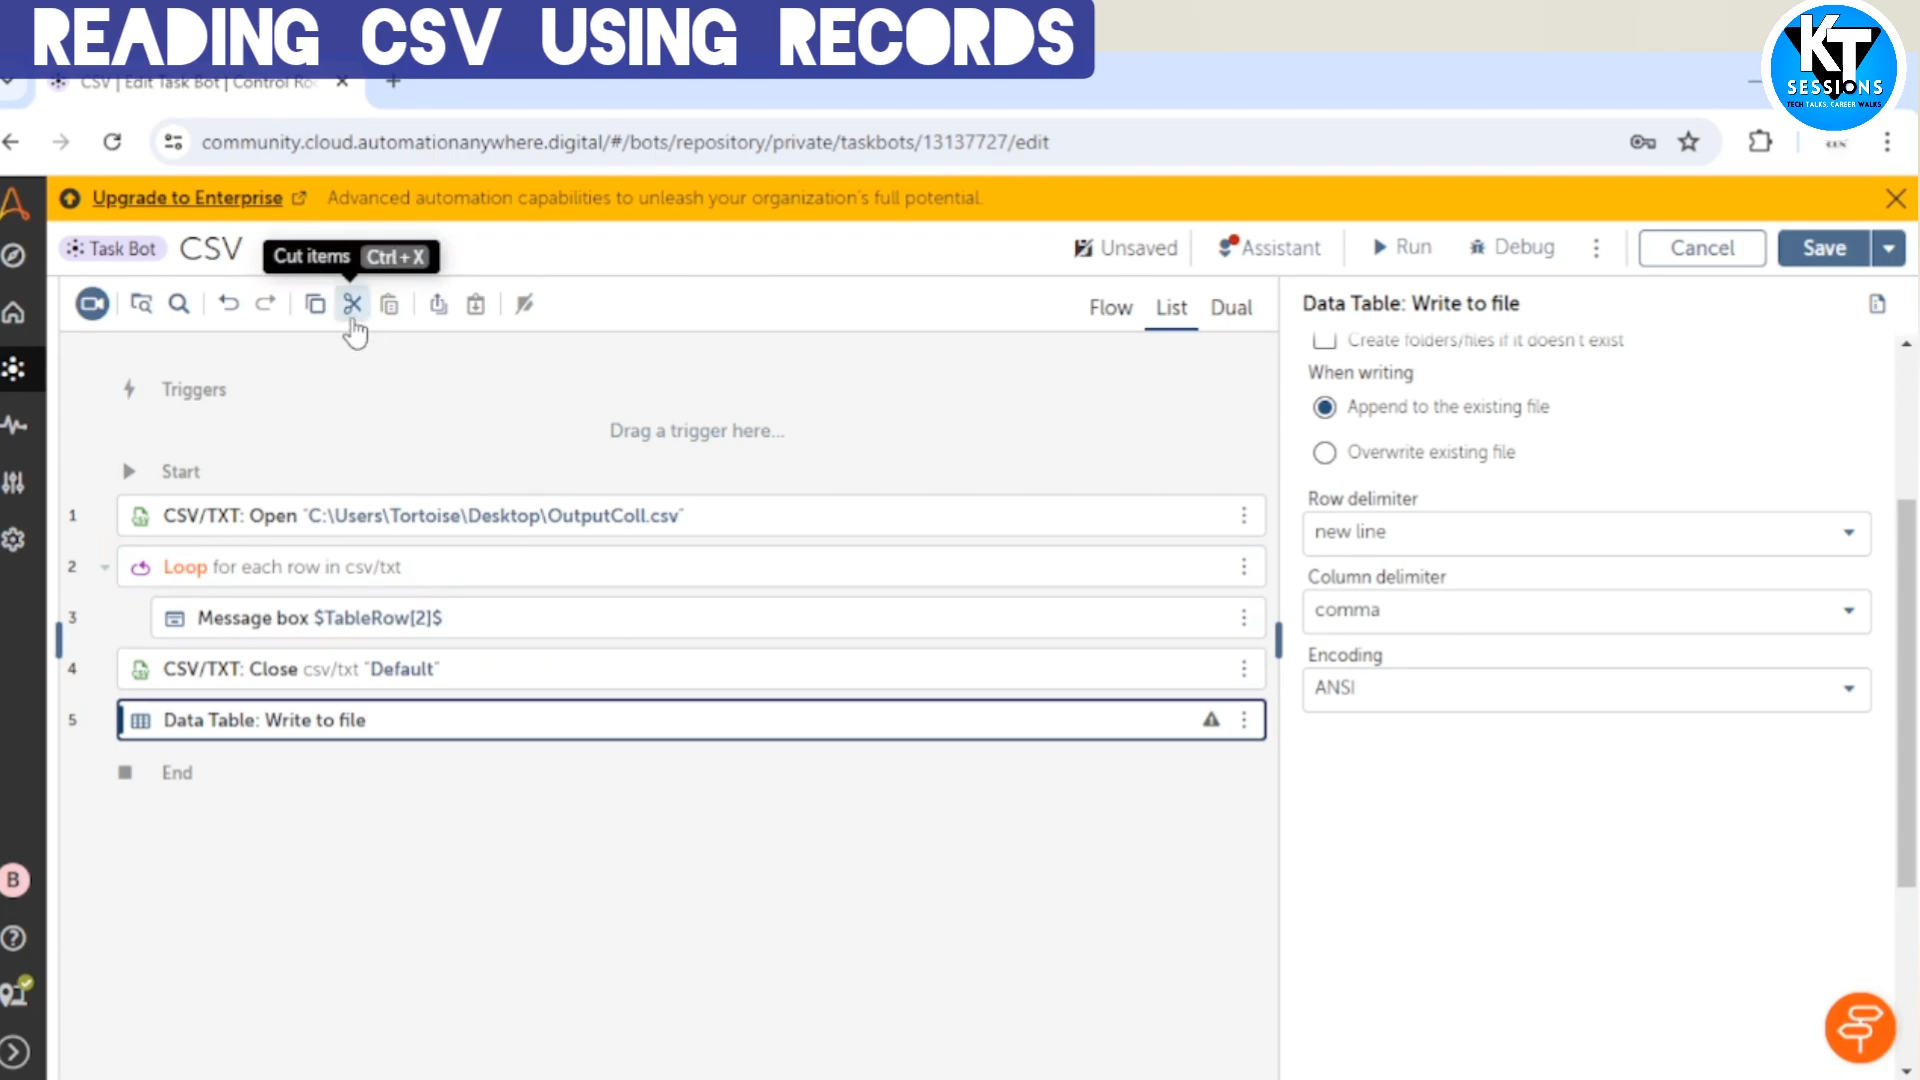 READING CSV USING RECORDS
KT
SESSIONS
TECH TALKS, CAREER WALKS
CSV | Edit Task Bot | Control Ro
community.cloud.automationanywhere.digital/#/bots/repository/private/taskbots/13137727/edit
Upgrade to Enterprise Advanced automation capabilities to unleash your organization's full potential.
Task Bot CSV
Cut items Ctrl+X
Unsaved Assistant Run Debug Cancel Save
Flow List Dual
Triggers
Drag a trigger here...
Start
1 CSV/TXT: Open "C:\Users\Tortoise\Desktop\OutputColl.csv"
2 Loop for each row in csv/txt
3 Message box $TableRow[2]$
4 CSV/TXT: Close csv/txt "Default"
5 Data Table: Write to file
End
Data Table: Write to file
Create folders/files if it doesn't exist
When writing
Append to the existing file
Overwrite existing file
Row delimiter
new line
Column delimiter
comma
Encoding
ANSI
B